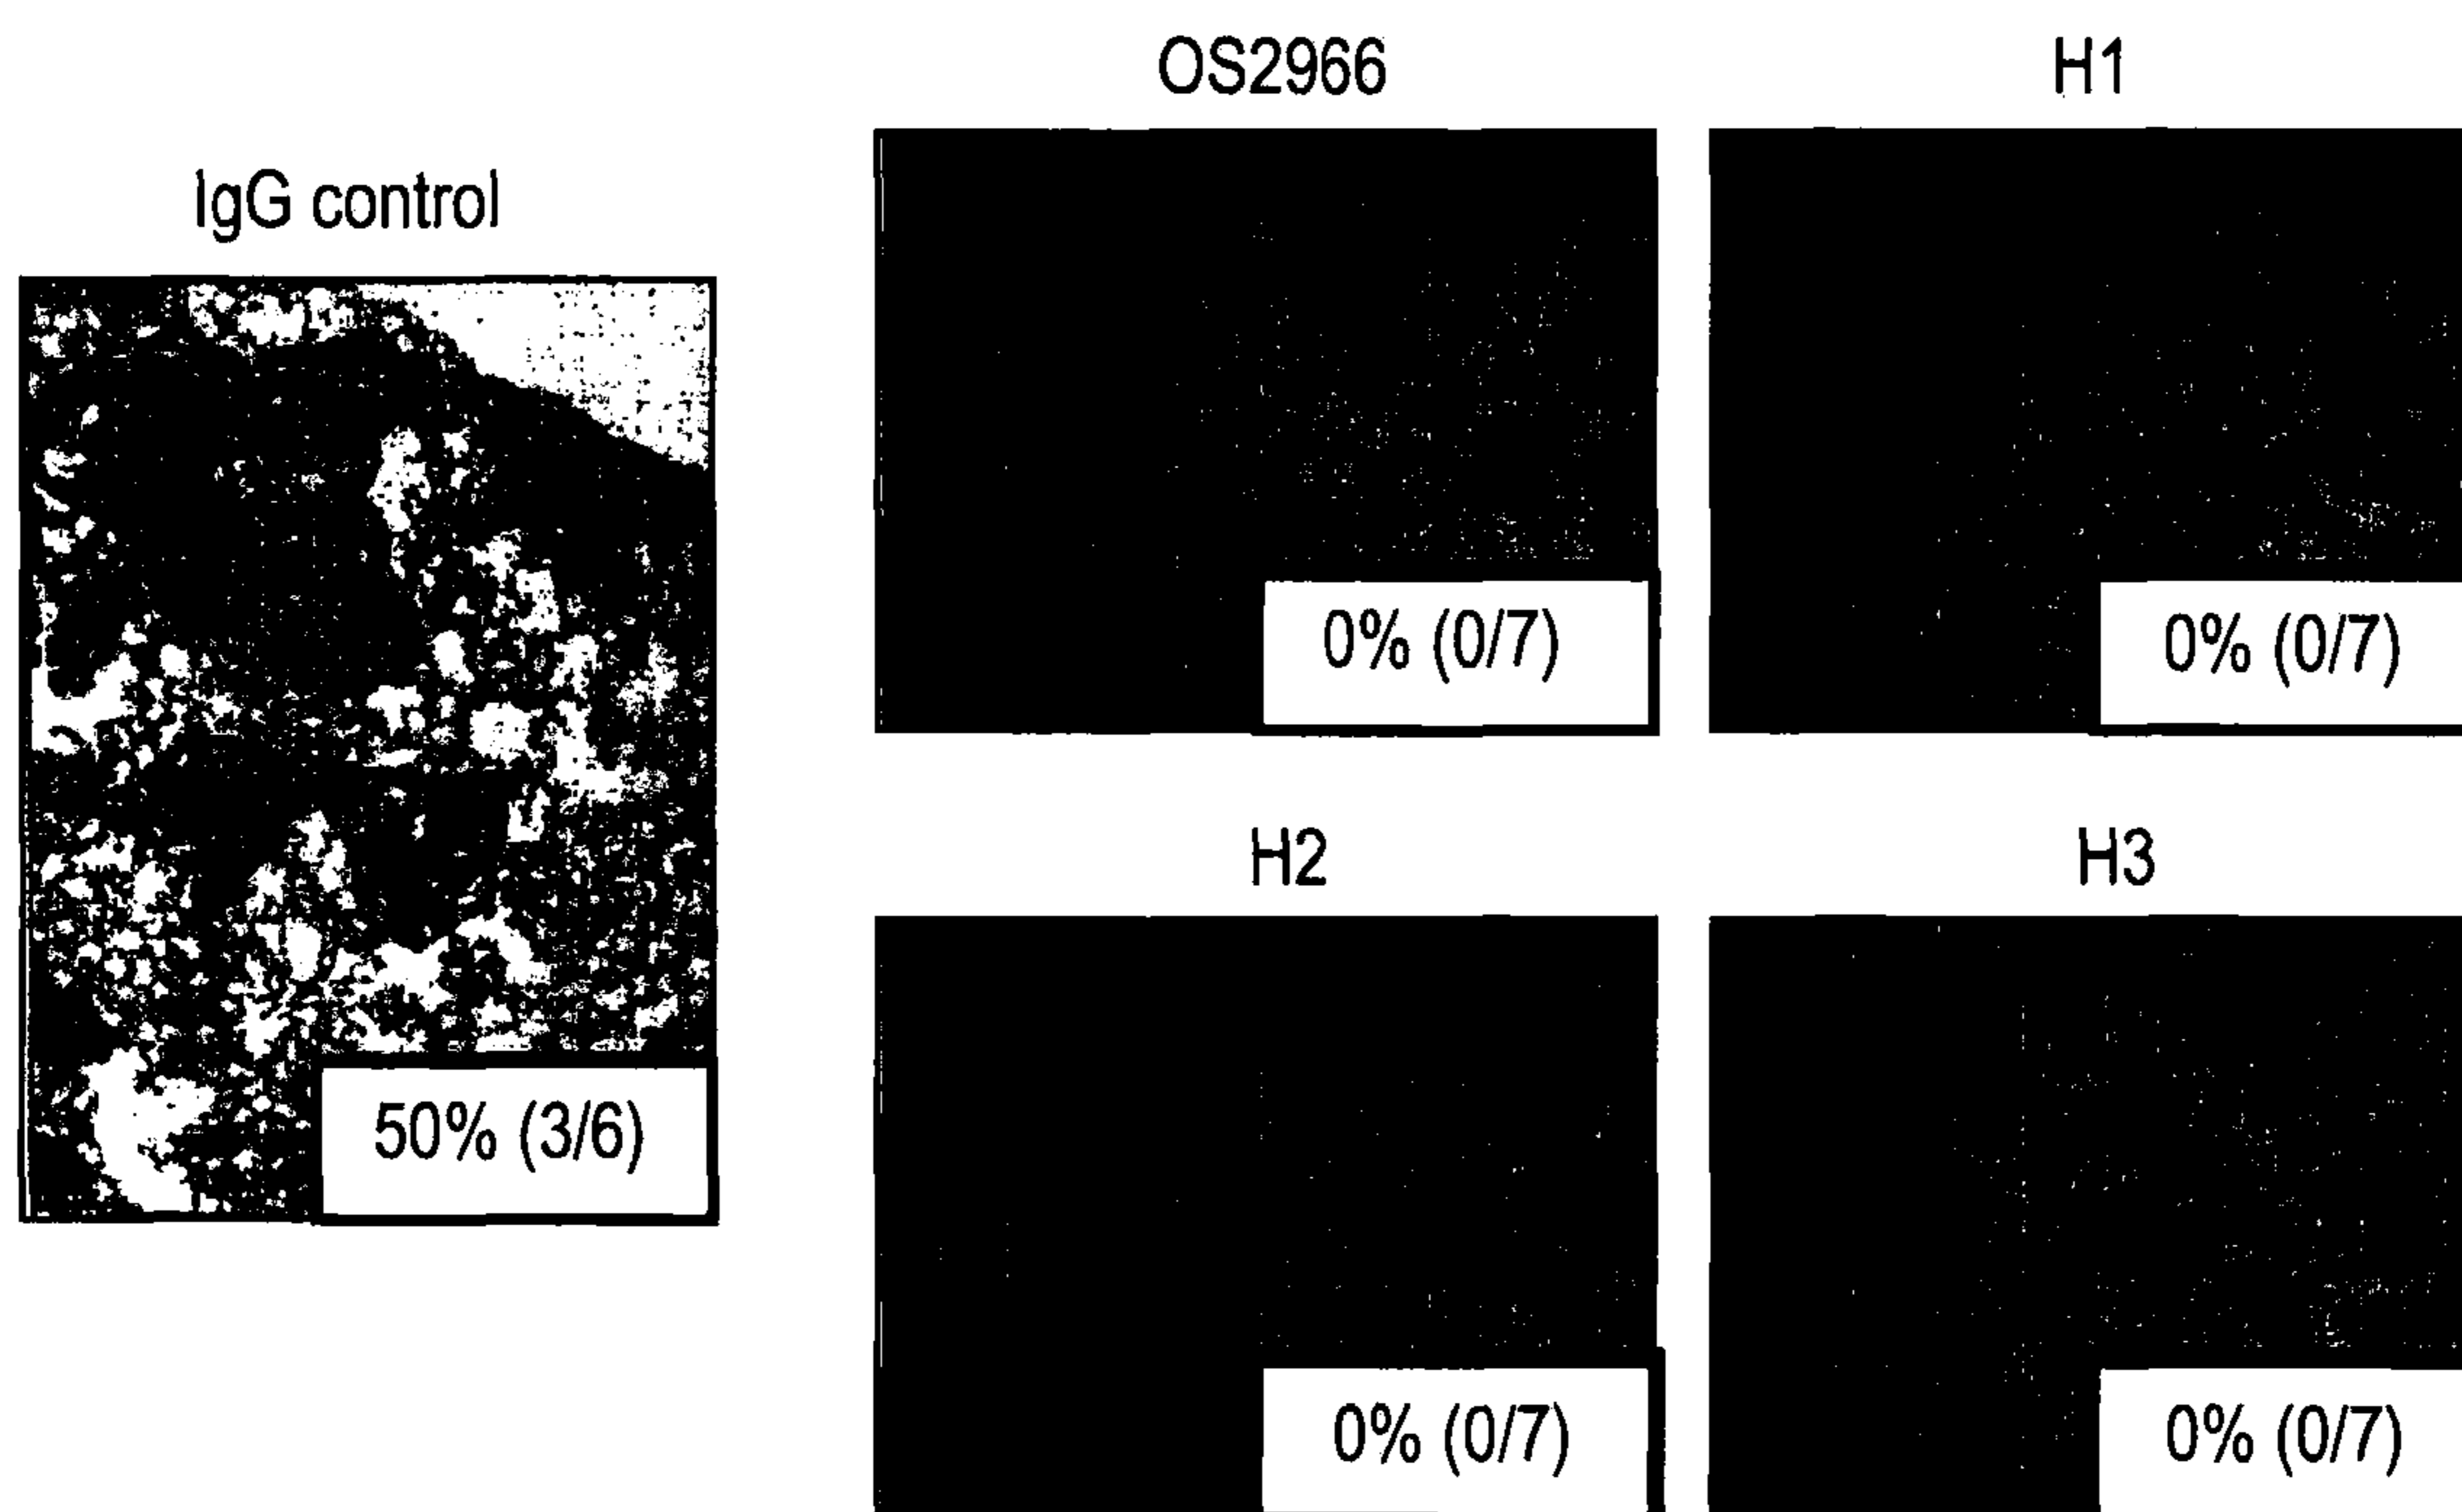 IgG control
50% (3/6)
OS2966
0% (0/7)
H1
0% (0/7)
H2
0% (0/7)
H3
0% (0/7)